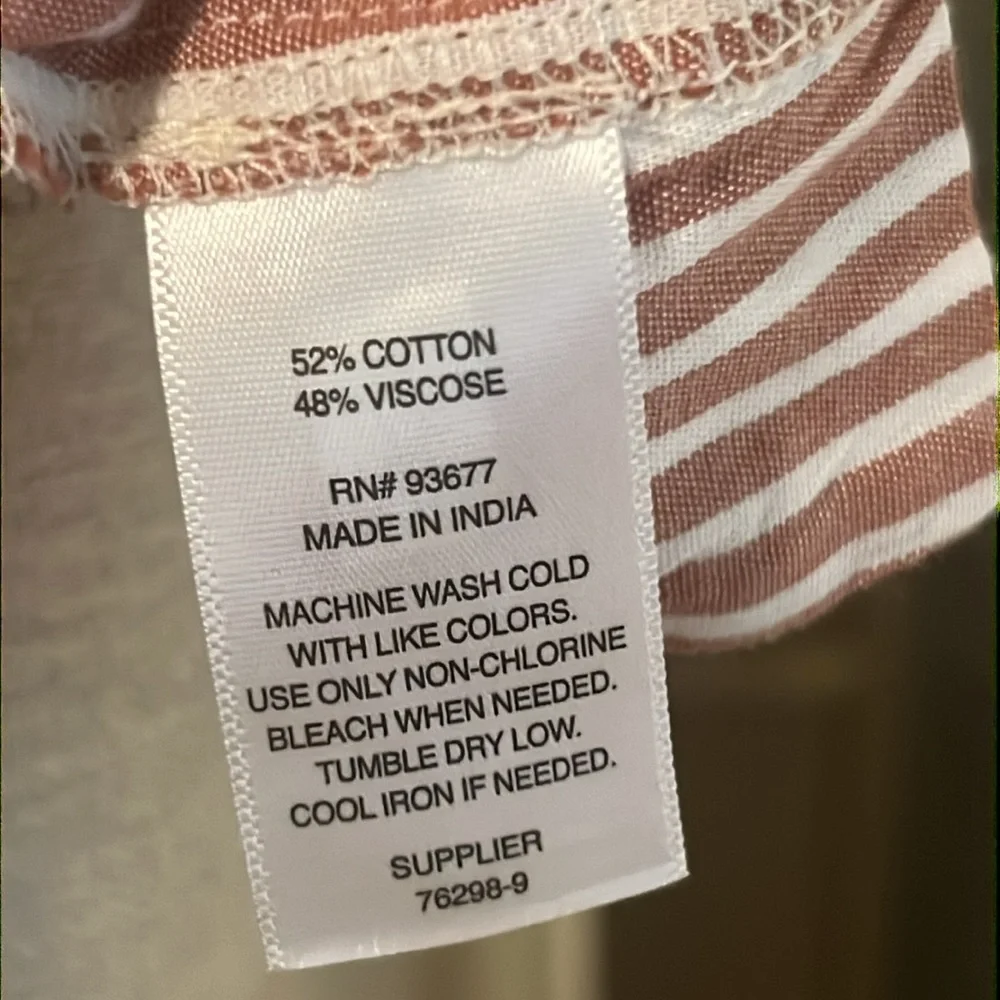 52% COTTON
48% VISCOSE
RN# 93677
MADE IN INDIA
MACHINE WASH COLD
WITH LIKE COLORS.
USE ONLY NON-CHLORINE
BLEACH WHEN NEEDED.
TUMBLE DRY LOW.
COOL IRON IF NEEDED.
SUPPLIER
76298-9